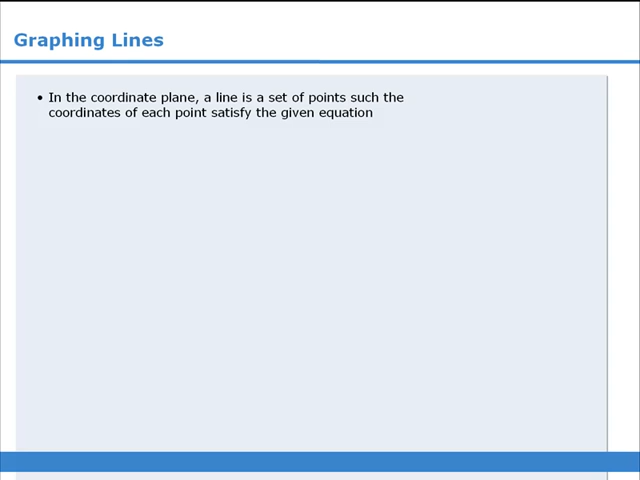 Graphing Lines
• In the coordinate plane, a line is a set of points such the
coordinates of each point satisfy the given equation